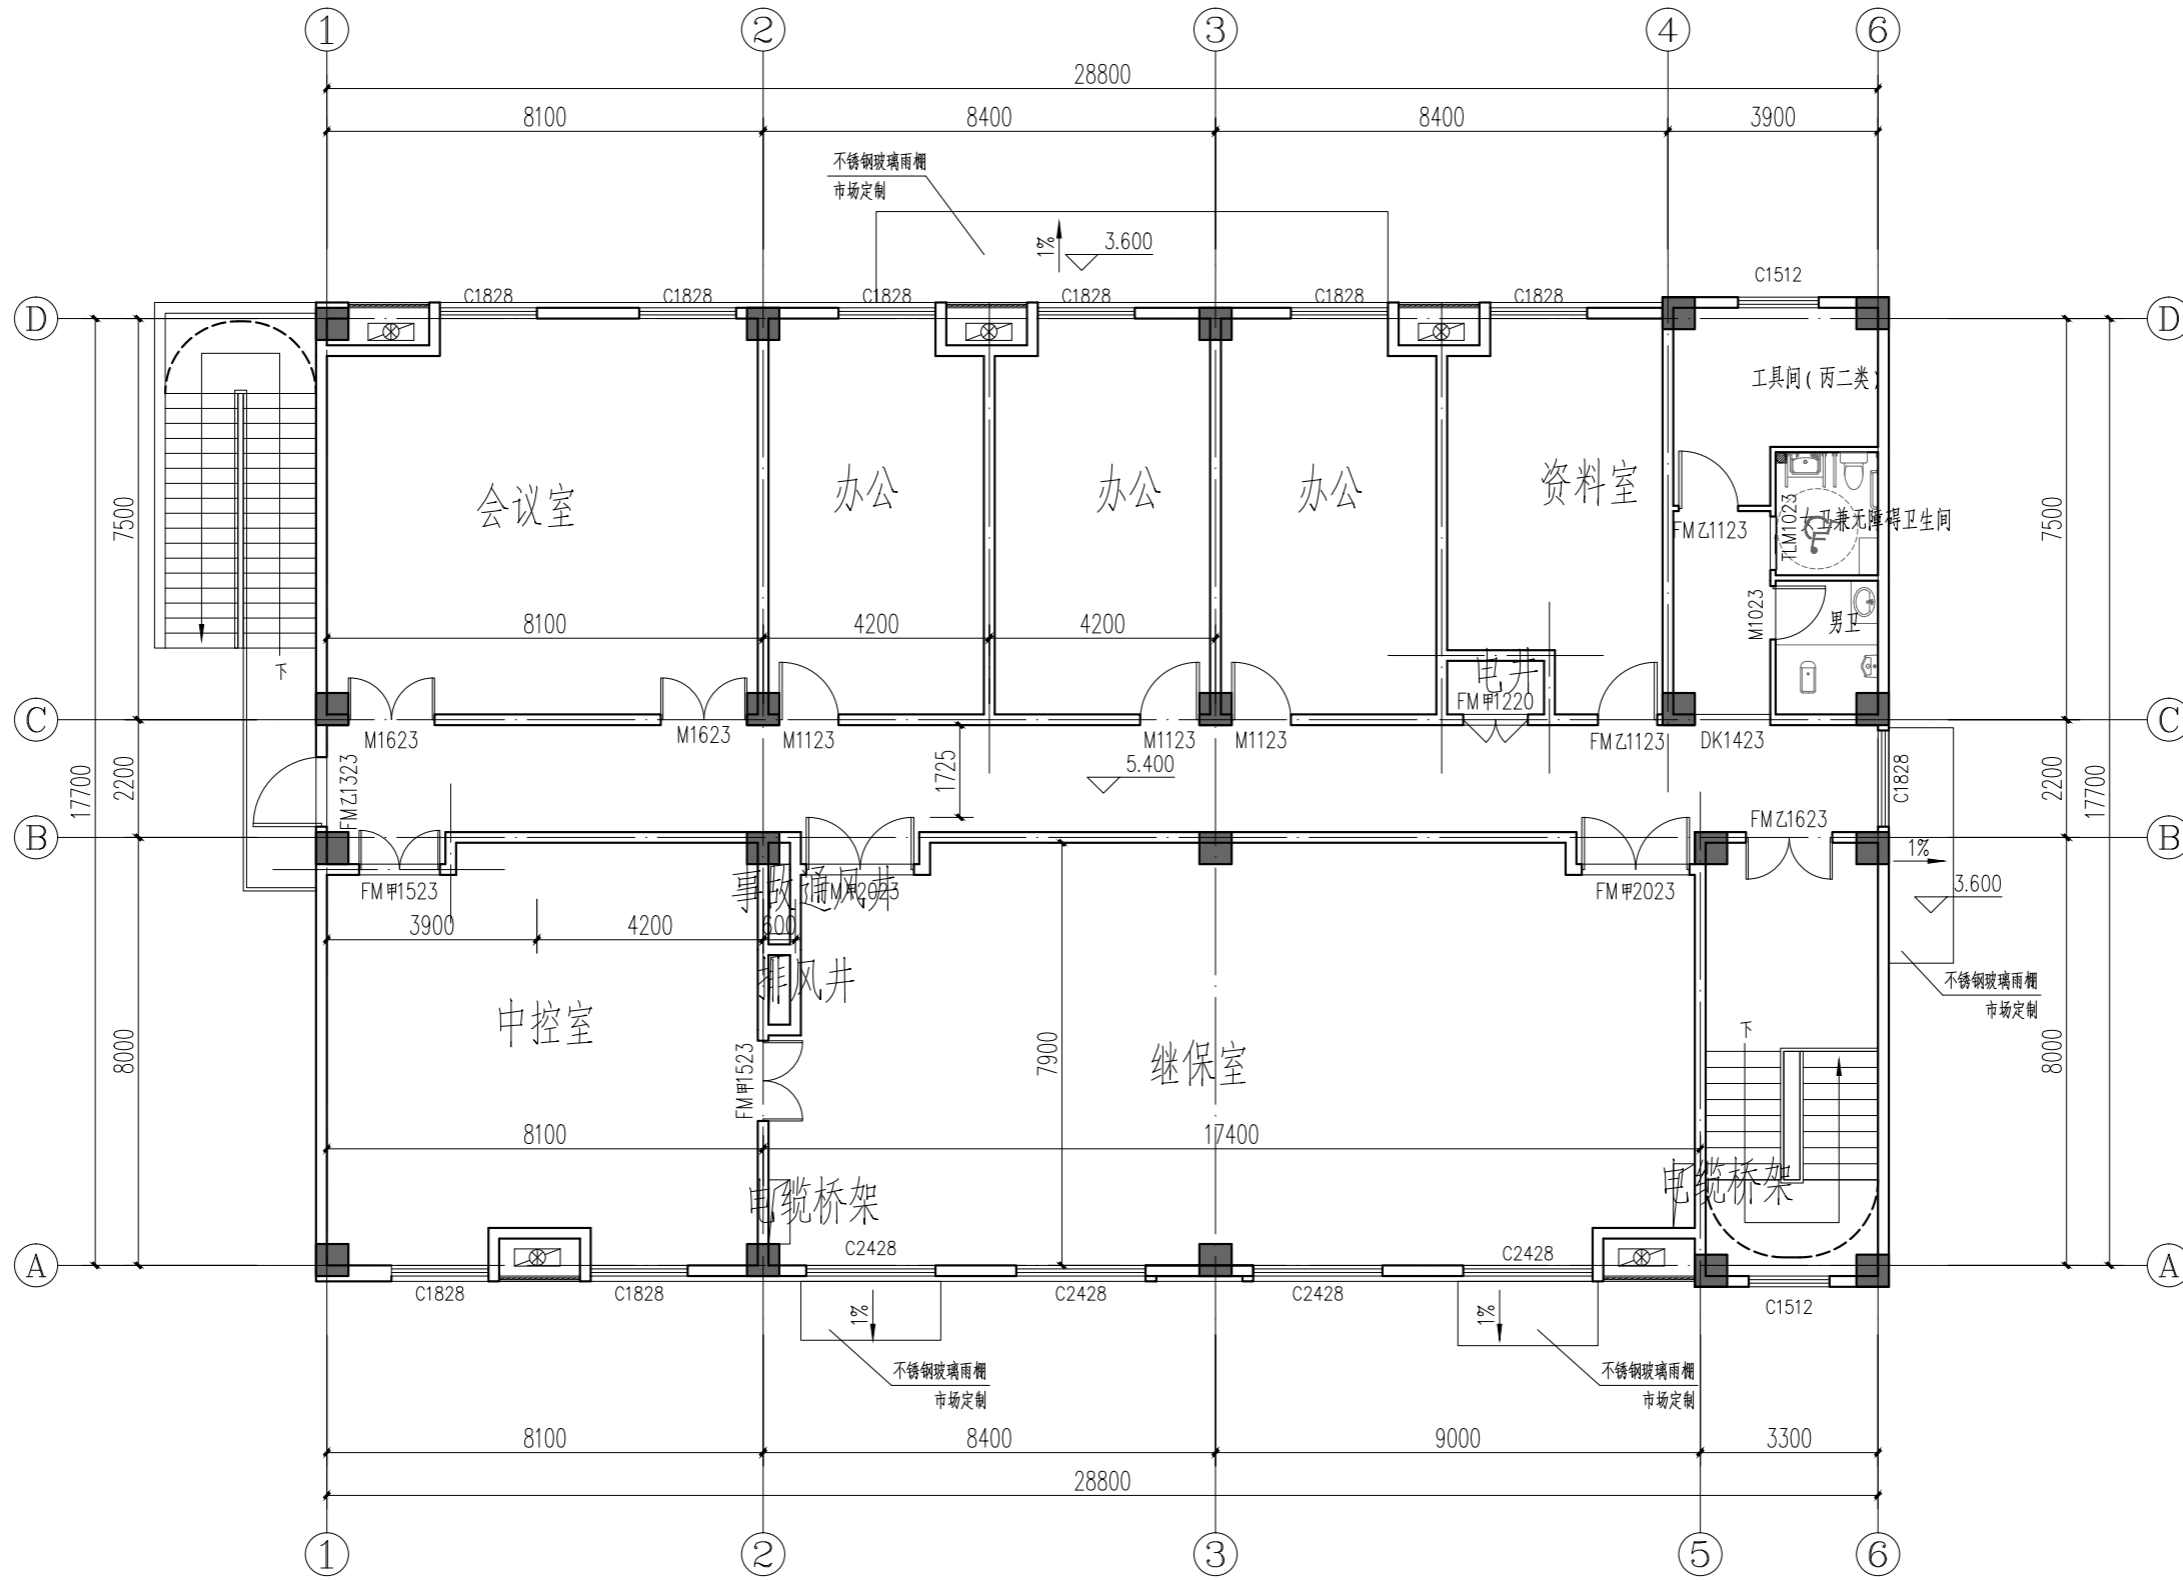 1 2 3 4 6
28800
8100 8400 8400 3900
不锈钢玻璃雨棚
市场定制
1%
3.600
C1512
C1828 C1828 C1828 C1828 C1828 C1828
D D
工具间(丙二类)
会议室
办公
办公
办公
资料室
7500
FM乙1123
TLM1023
女卫兼无障碍卫生间
7500
M1023
男卫
8100 4200 4200
下
电井
FM甲1220
C C
M1623 M1623 M1123 M1123 M1123 FM乙1123 DK1423
17700
2200
FM乙1323
1725
5.400
C1828
2200
17700
FM乙1623
B B
1%
3.600
FM甲1523
事故通风井
FM甲2023
FM甲2023
3900 4200 600
排风井
不锈钢玻璃雨棚
市场定制
中控室
继保室
8000
FM甲1523
7900
下
8000
8100 17400
电缆桥架
电缆桥架
C2428 C2428
A A
C1828 C1828 C2428 C2428 C1512
1% 1%
不锈钢玻璃雨棚
市场定制
不锈钢玻璃雨棚
市场定制
8100 8400 9000 3300
28800
1 2 3 5 6